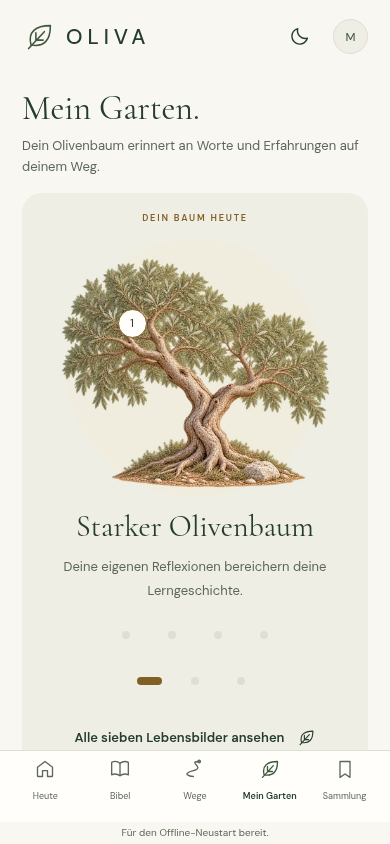 OLIVA
M
Mein Garten.
Dein Olivenbaum erinnert an Worte und Erfahrungen auf
deinem Weg.
DEIN BAUM HEUTE
1
Starker Olivenbaum
Deine eigenen Reflexionen bereichern deine
Lerngeschichte.
Alle sieben Lebensbilder ansehen
Heute Bibel Wege Mein Garten Sammlung
Für den Offline-Neustart bereit.